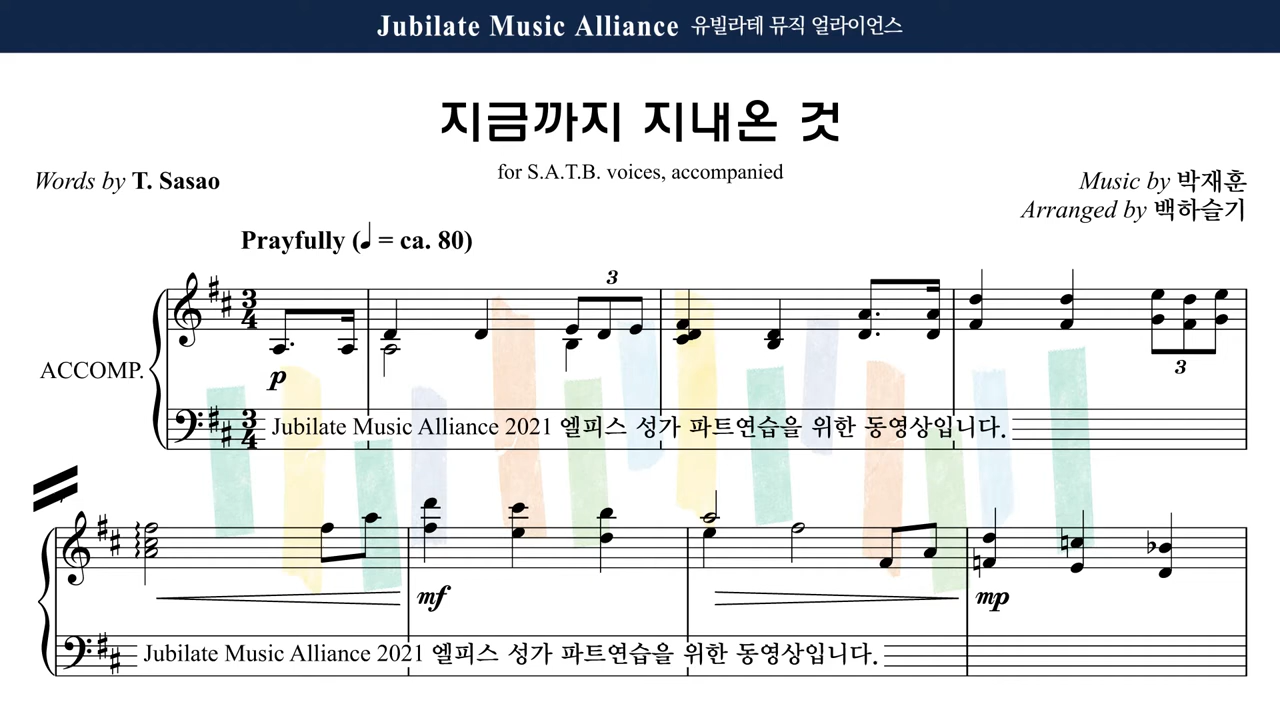 Jubilate Music Alliance 유빌라테 뮤직 얼라이언스
지금까지 지내온 것
for S.A.T.B. voices, accompanied
Words by T. Sasao
Music by 박재훈
Arranged by 백하슬기
Prayfully (♩ = ca. 80)
3
3
4
ACCOMP.
p
3
3
4
Jubilate Music Alliance 2021 엘피스 성가 파트연습을 위한 동영상입니다.
mf
mp
Jubilate Music Alliance 2021 엘피스 성가 파트연습을 위한 동영상입니다.